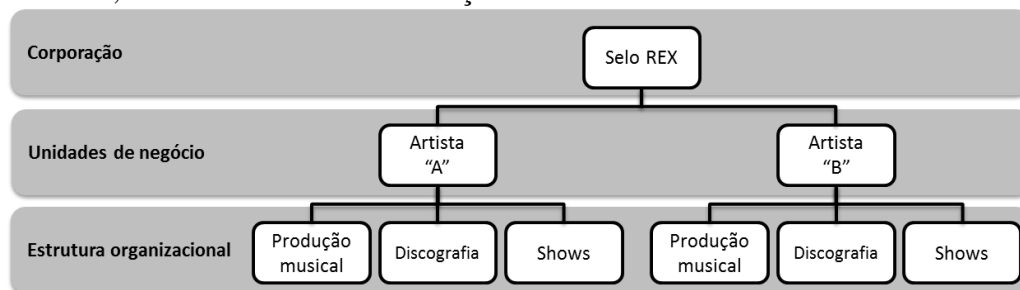 Corporação
Selo REX
Unidades de negócio
Artista
“A”
Artista
“B”
Estrutura organizacional
Produção
musical
Discografia
Shows
Produção
musical
Discografia
Shows